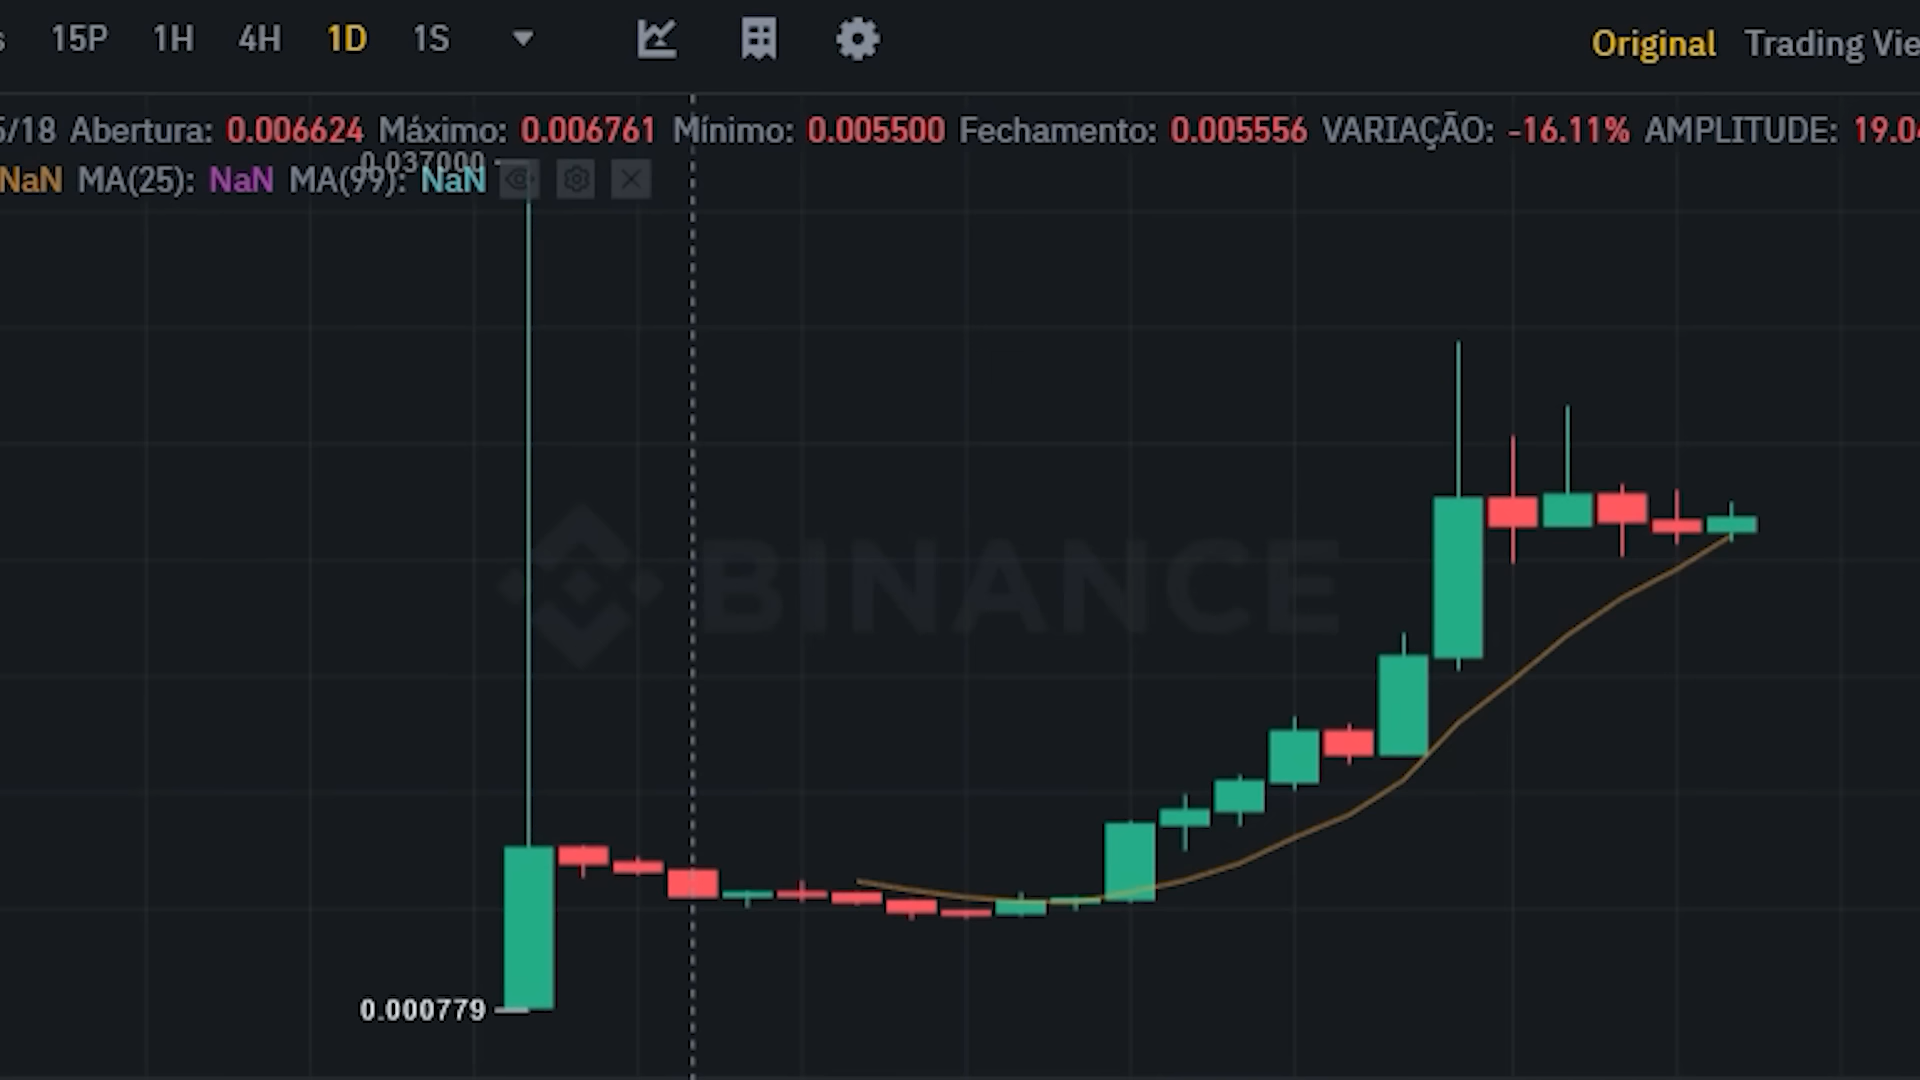 15P 1H 4H 1D 1S Original Trading Vie
5/18 Abertura: 0.006624 Máximo: 0.006761 Mínimo: 0.005500 Fechamento: 0.005556 VARIAÇÃO: -16.11% AMPLITUDE: 19.04
0.037000
NaN MA(25): NaN MA(99): NaN
BINANCE
0.000779